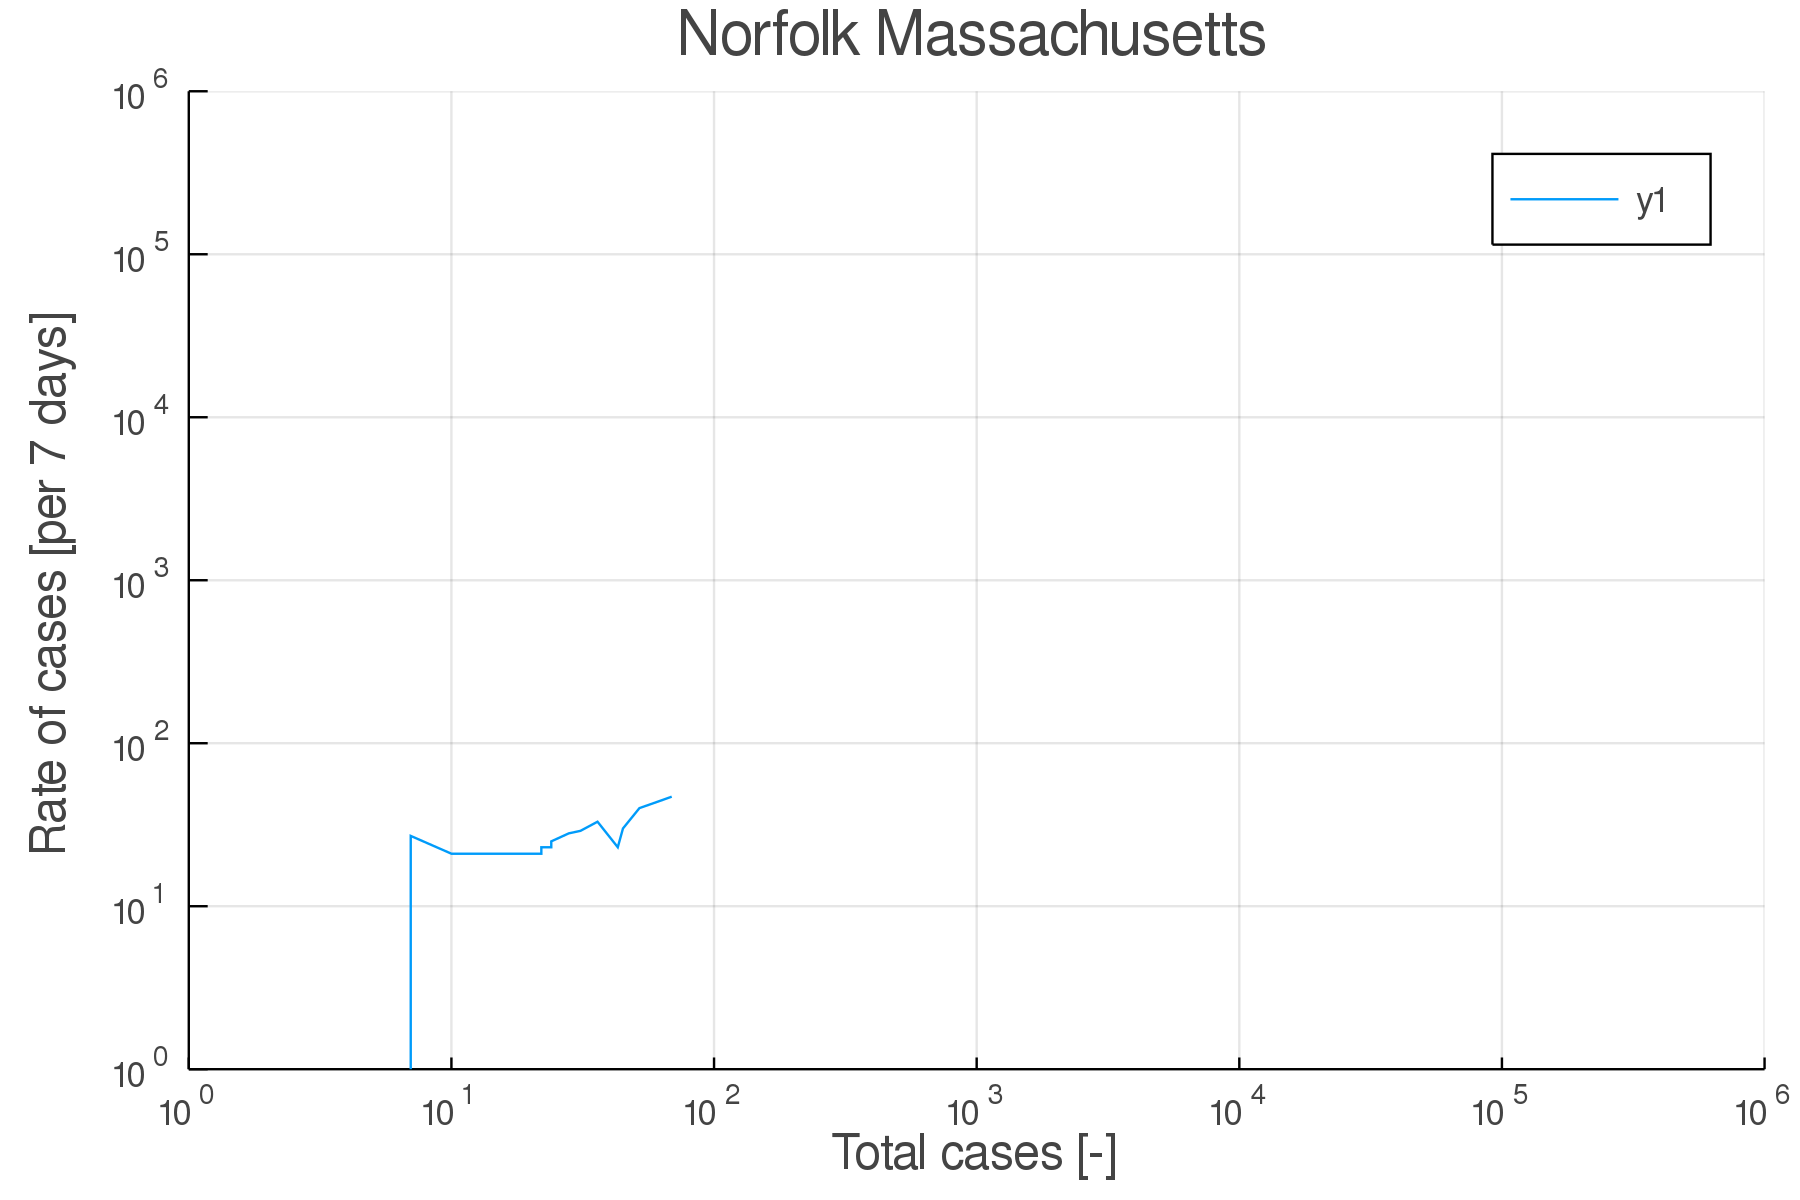 Norfolk Massachusetts
Rate of cases [per 7 days]
10^6
10^5
10^4
10^3
10^2
10^1
10^0
y1
10^0 10^1 10^2 10^3 10^4 10^5 10^6
Total cases [-]